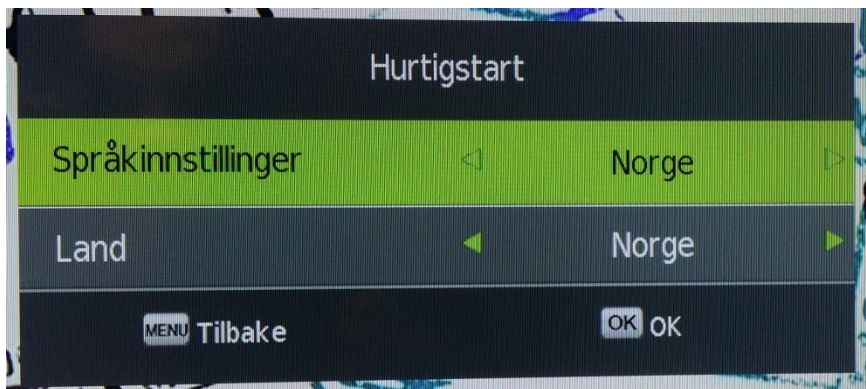 Hurtigstart
Språkinnstillinger Norge
Land Norge
MENU Tilbake OK OK